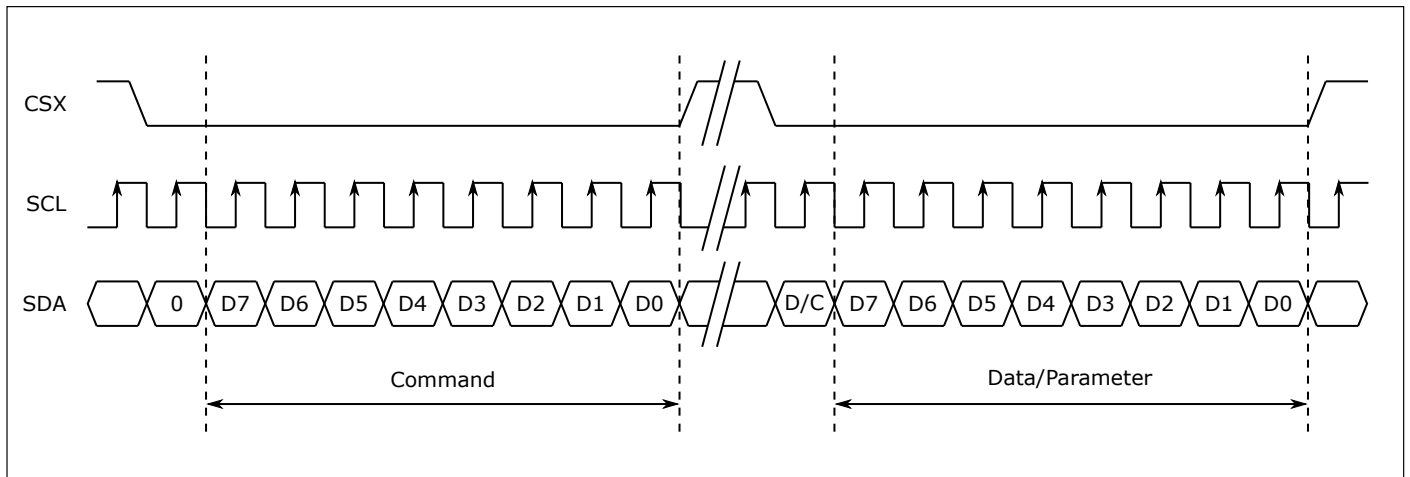 CSX
SCL
SDA 0 D7 D6 D5 D4 D3 D2 D1 D0 D/C D7 D6 D5 D4 D3 D2 D1 D0
Command Data/Parameter